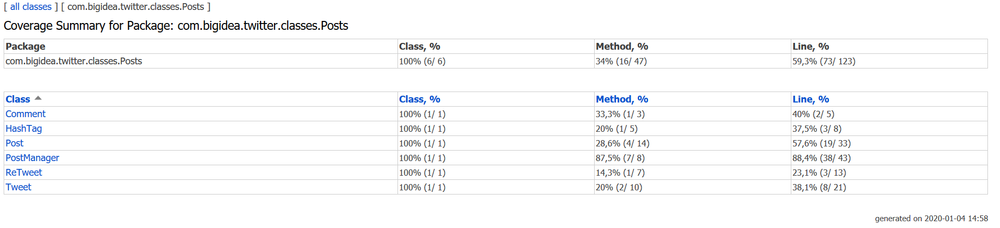 [ all classes ] [ com.bigidea.twitter.classes.Posts ]
Coverage Summary for Package: com.bigidea.twitter.classes.Posts
Package Class, % Method, % Line, %
com.bigidea.twitter.classes.Posts 100% (6/ 6) 34% (16/ 47) 59,3% (73/ 123)
Class Class, % Method, % Line, %
Comment 100% (1/ 1) 33,3% (1/ 3) 40% (2/ 5)
HashTag 100% (1/ 1) 20% (1/ 5) 37,5% (3/ 8)
Post 100% (1/ 1) 28,6% (4/ 14) 57,6% (19/ 33)
PostManager 100% (1/ 1) 87,5% (7/ 8) 88,4% (38/ 43)
ReTweet 100% (1/ 1) 14,3% (1/ 7) 23,1% (3/ 13)
Tweet 100% (1/ 1) 20% (2/ 10) 38,1% (8/ 21)
generated on 2020-01-04 14:58